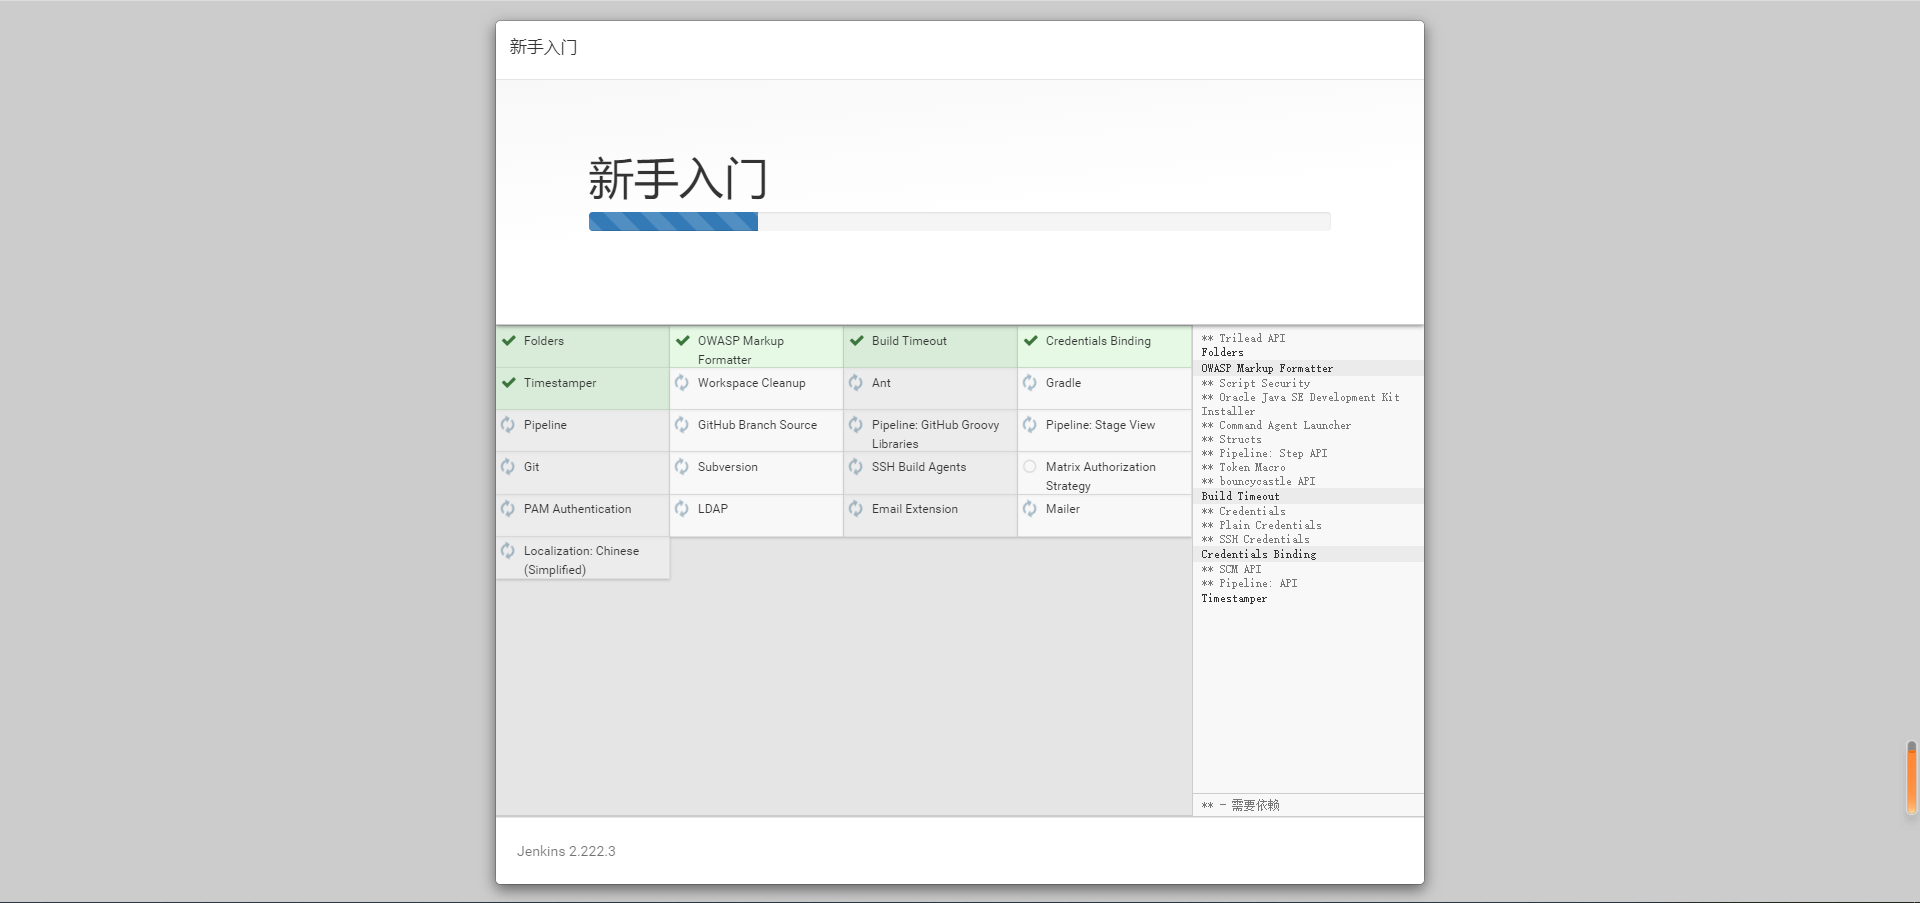 新手入门
新手入门
Folders
OWASP Markup
Formatter
Build Timeout
Credentials Binding
Timestamper
Workspace Cleanup
Ant
Gradle
Pipeline
GitHub Branch Source
Pipeline: GitHub Groovy
Libraries
Pipeline: Stage View
Git
Subversion
SSH Build Agents
Matrix Authorization
Strategy
PAM Authentication
LDAP
Email Extension
Mailer
Localization: Chinese
(Simplified)
** Trilead API
Folders
OWASP Markup Formatter
** Script Security
** Oracle Java SE Development Kit
Installer
** Command Agent Launcher
** Structs
** Pipeline: Step API
** Token Macro
** bouncycastle API
Build Timeout
** Credentials
** Plain Credentials
** SSH Credentials
Credentials Binding
** SCM API
** Pipeline: API
Timestamper
** - 需要依赖
Jenkins 2.222.3